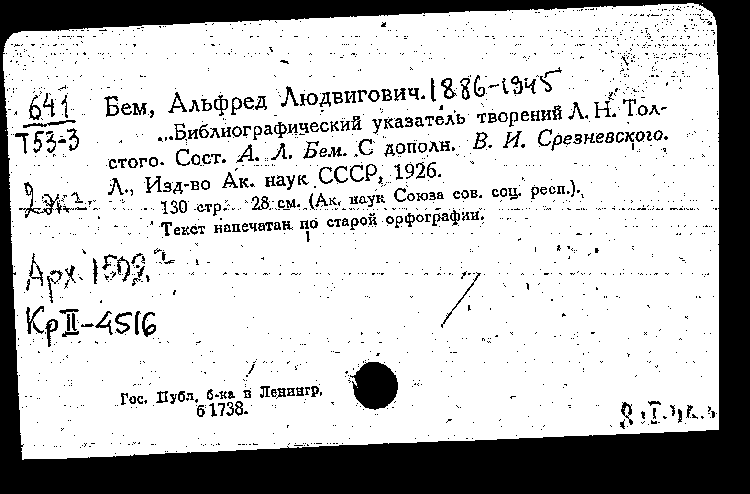 641
Т53-3
Бем, Альфред Людвигович. 1886-1945
...Библиографический указатель творений Л. Н. Тол-
стого. Сост. А. Л. Бем. С дополн. В. И. Срезневского.
Л., Изд-во Ак. наук СССР, 1926.
130 стр. 28 см. (Ак. наук Союза сов. соц. респ.).
Текст напечатан по старой орфографии.
2 экз.
Арх.
КрII-4516
Гос. Публ. б-ка в Ленингр.
б 1738.